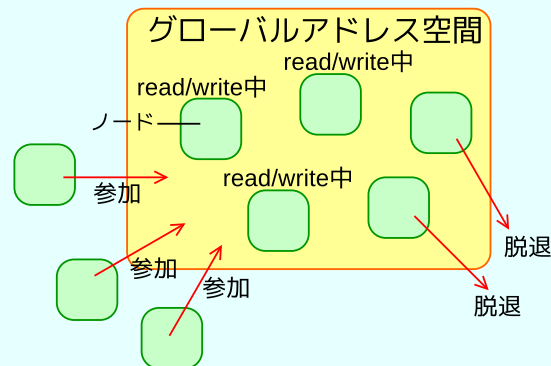 グローバルアドレス空間
read/write中
read/write中
ノード
参加
read/write中
脱退
参加
参加
脱退